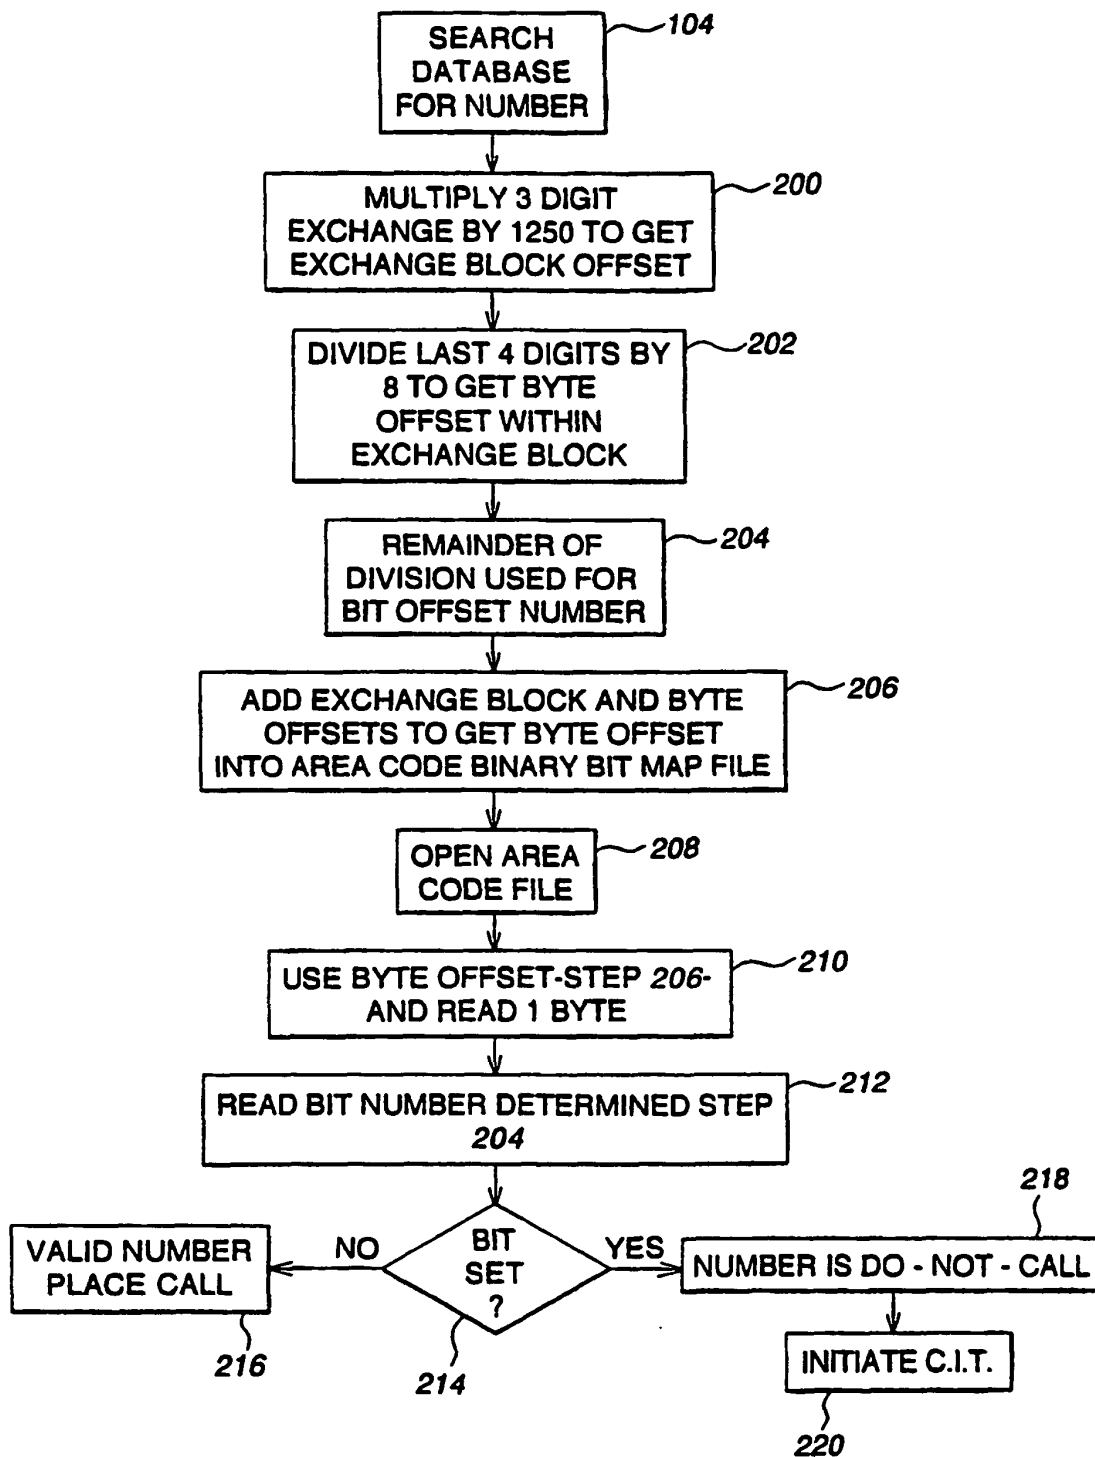 SEARCH
DATABASE
FOR NUMBER
104
MULTIPLY 3 DIGIT
EXCHANGE BY 1250 TO GET
EXCHANGE BLOCK OFFSET
200
DIVIDE LAST 4 DIGITS BY
8 TO GET BYTE
OFFSET WITHIN
EXCHANGE BLOCK
202
REMAINDER OF
DIVISION USED FOR
BIT OFFSET NUMBER
204
ADD EXCHANGE BLOCK AND BYTE
OFFSETS TO GET BYTE OFFSET
INTO AREA CODE BINARY BIT MAP FILE
206
OPEN AREA
CODE FILE
208
USE BYTE OFFSET-STEP 206-
AND READ 1 BYTE
210
READ BIT NUMBER DETERMINED STEP
204
212
BIT
SET
?
214
NO
VALID NUMBER
PLACE CALL
216
YES
NUMBER IS DO - NOT - CALL
218
INITIATE C.I.T.
220